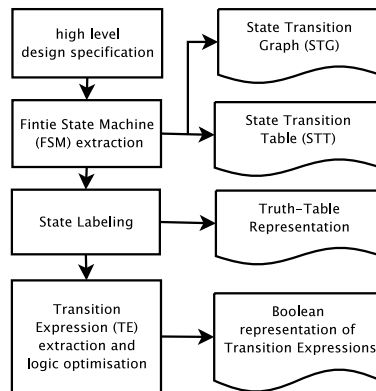 high level
design specification
State Transition
Graph (STG)
Fintie State Machine
(FSM) extraction
State Transition
Table (STT)
State Labeling
Truth-Table
Representation
Transition
Expression (TE)
extraction and
logic optimisation
Boolean
representation of
Transition Expressions